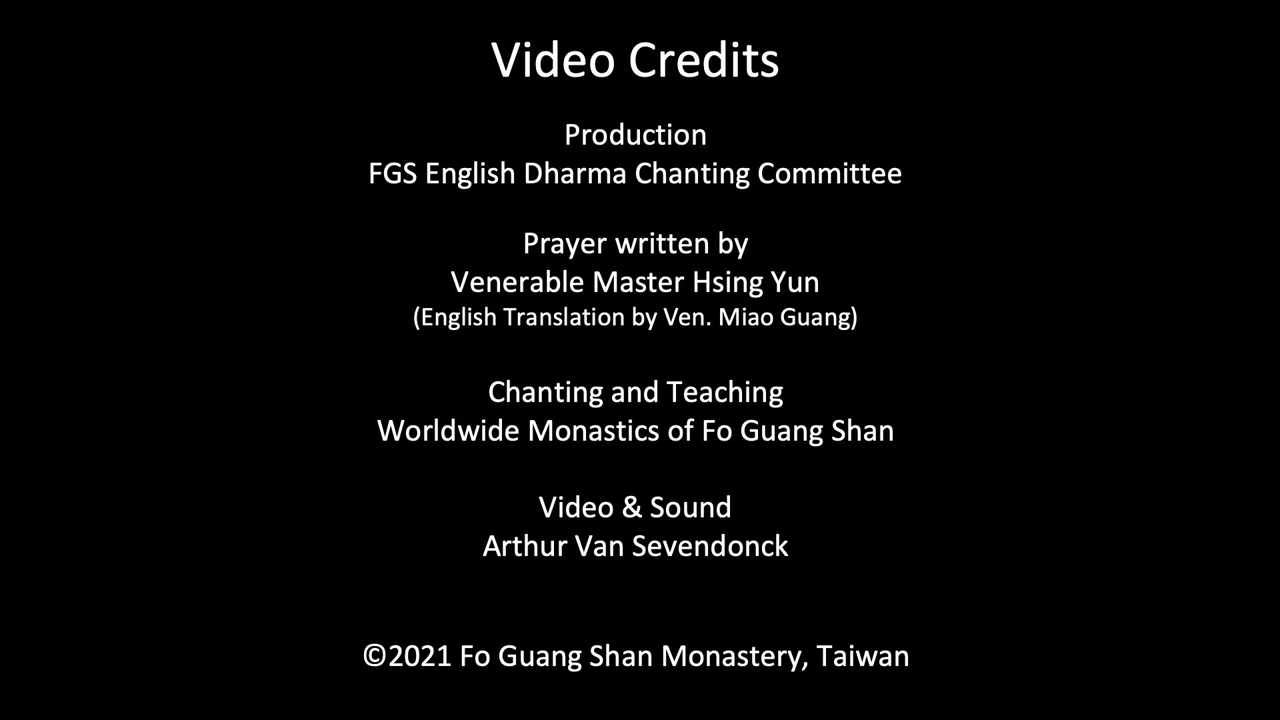 Video Credits
Production
FGS English Dharma Chanting Committee
Prayer written by
Venerable Master Hsing Yun
(English Translation by Ven. Miao Guang)
Chanting and Teaching
Worldwide Monastics of Fo Guang Shan
Video & Sound
Arthur Van Sevendonck
©2021 Fo Guang Shan Monastery, Taiwan